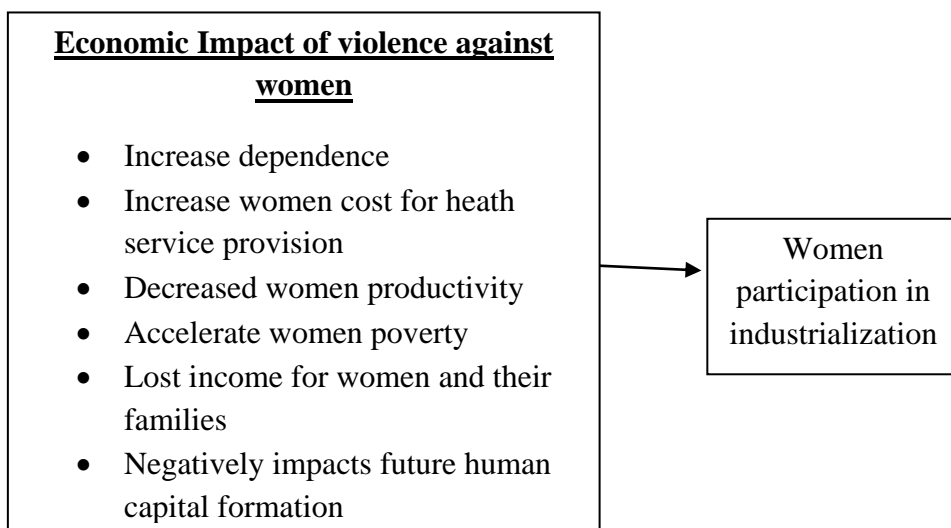 Economic Impact of violence against
women
• Increase dependence
• Increase women cost for heath
service provision
• Decreased women productivity
• Accelerate women poverty
• Lost income for women and their
families
• Negatively impacts future human
capital formation
Women
participation in
industrialization